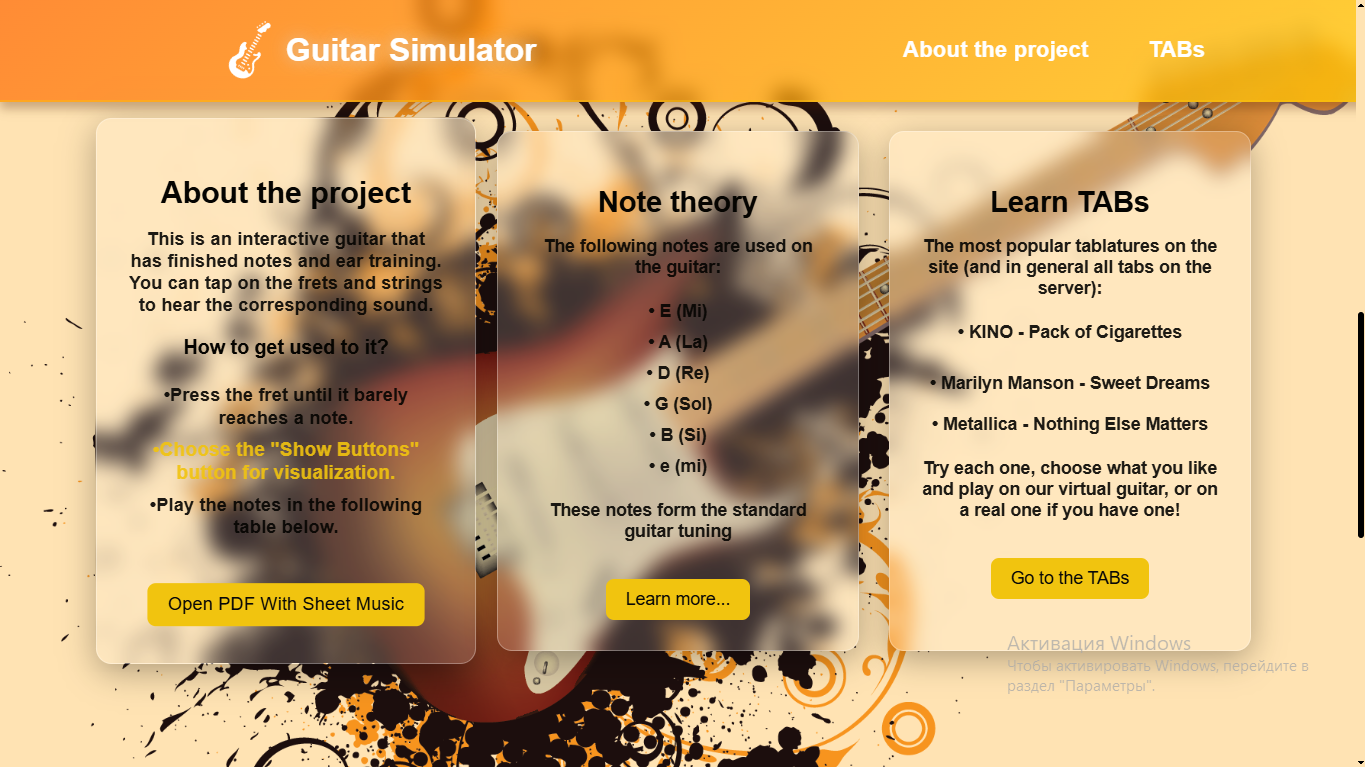 Guitar Simulator
About the project
TABs
About the project
This is an interactive guitar that
has finished notes and ear training.
You can tap on the frets and strings
to hear the corresponding sound.
How to get used to it?
•Press the fret until it barely
reaches a note.
•Choose the "Show Buttons"
button for visualization.
•Play the notes in the following
table below.
Open PDF With Sheet Music
Note theory
The following notes are used on
the guitar:
• E (Mi)
• A (La)
• D (Re)
• G (Sol)
• B (Si)
• e (mi)
These notes form the standard
guitar tuning
Learn more...
Learn TABs
The most popular tablatures on the
site (and in general all tabs on the
server):
• KINO - Pack of Cigarettes
• Marilyn Manson - Sweet Dreams
• Metallica - Nothing Else Matters
Try each one, choose what you like
and play on our virtual guitar, or on
a real one if you have one!
Go to the TABs
Активация Windows
Чтобы активировать Windows, перейдите в
раздел "Параметры".